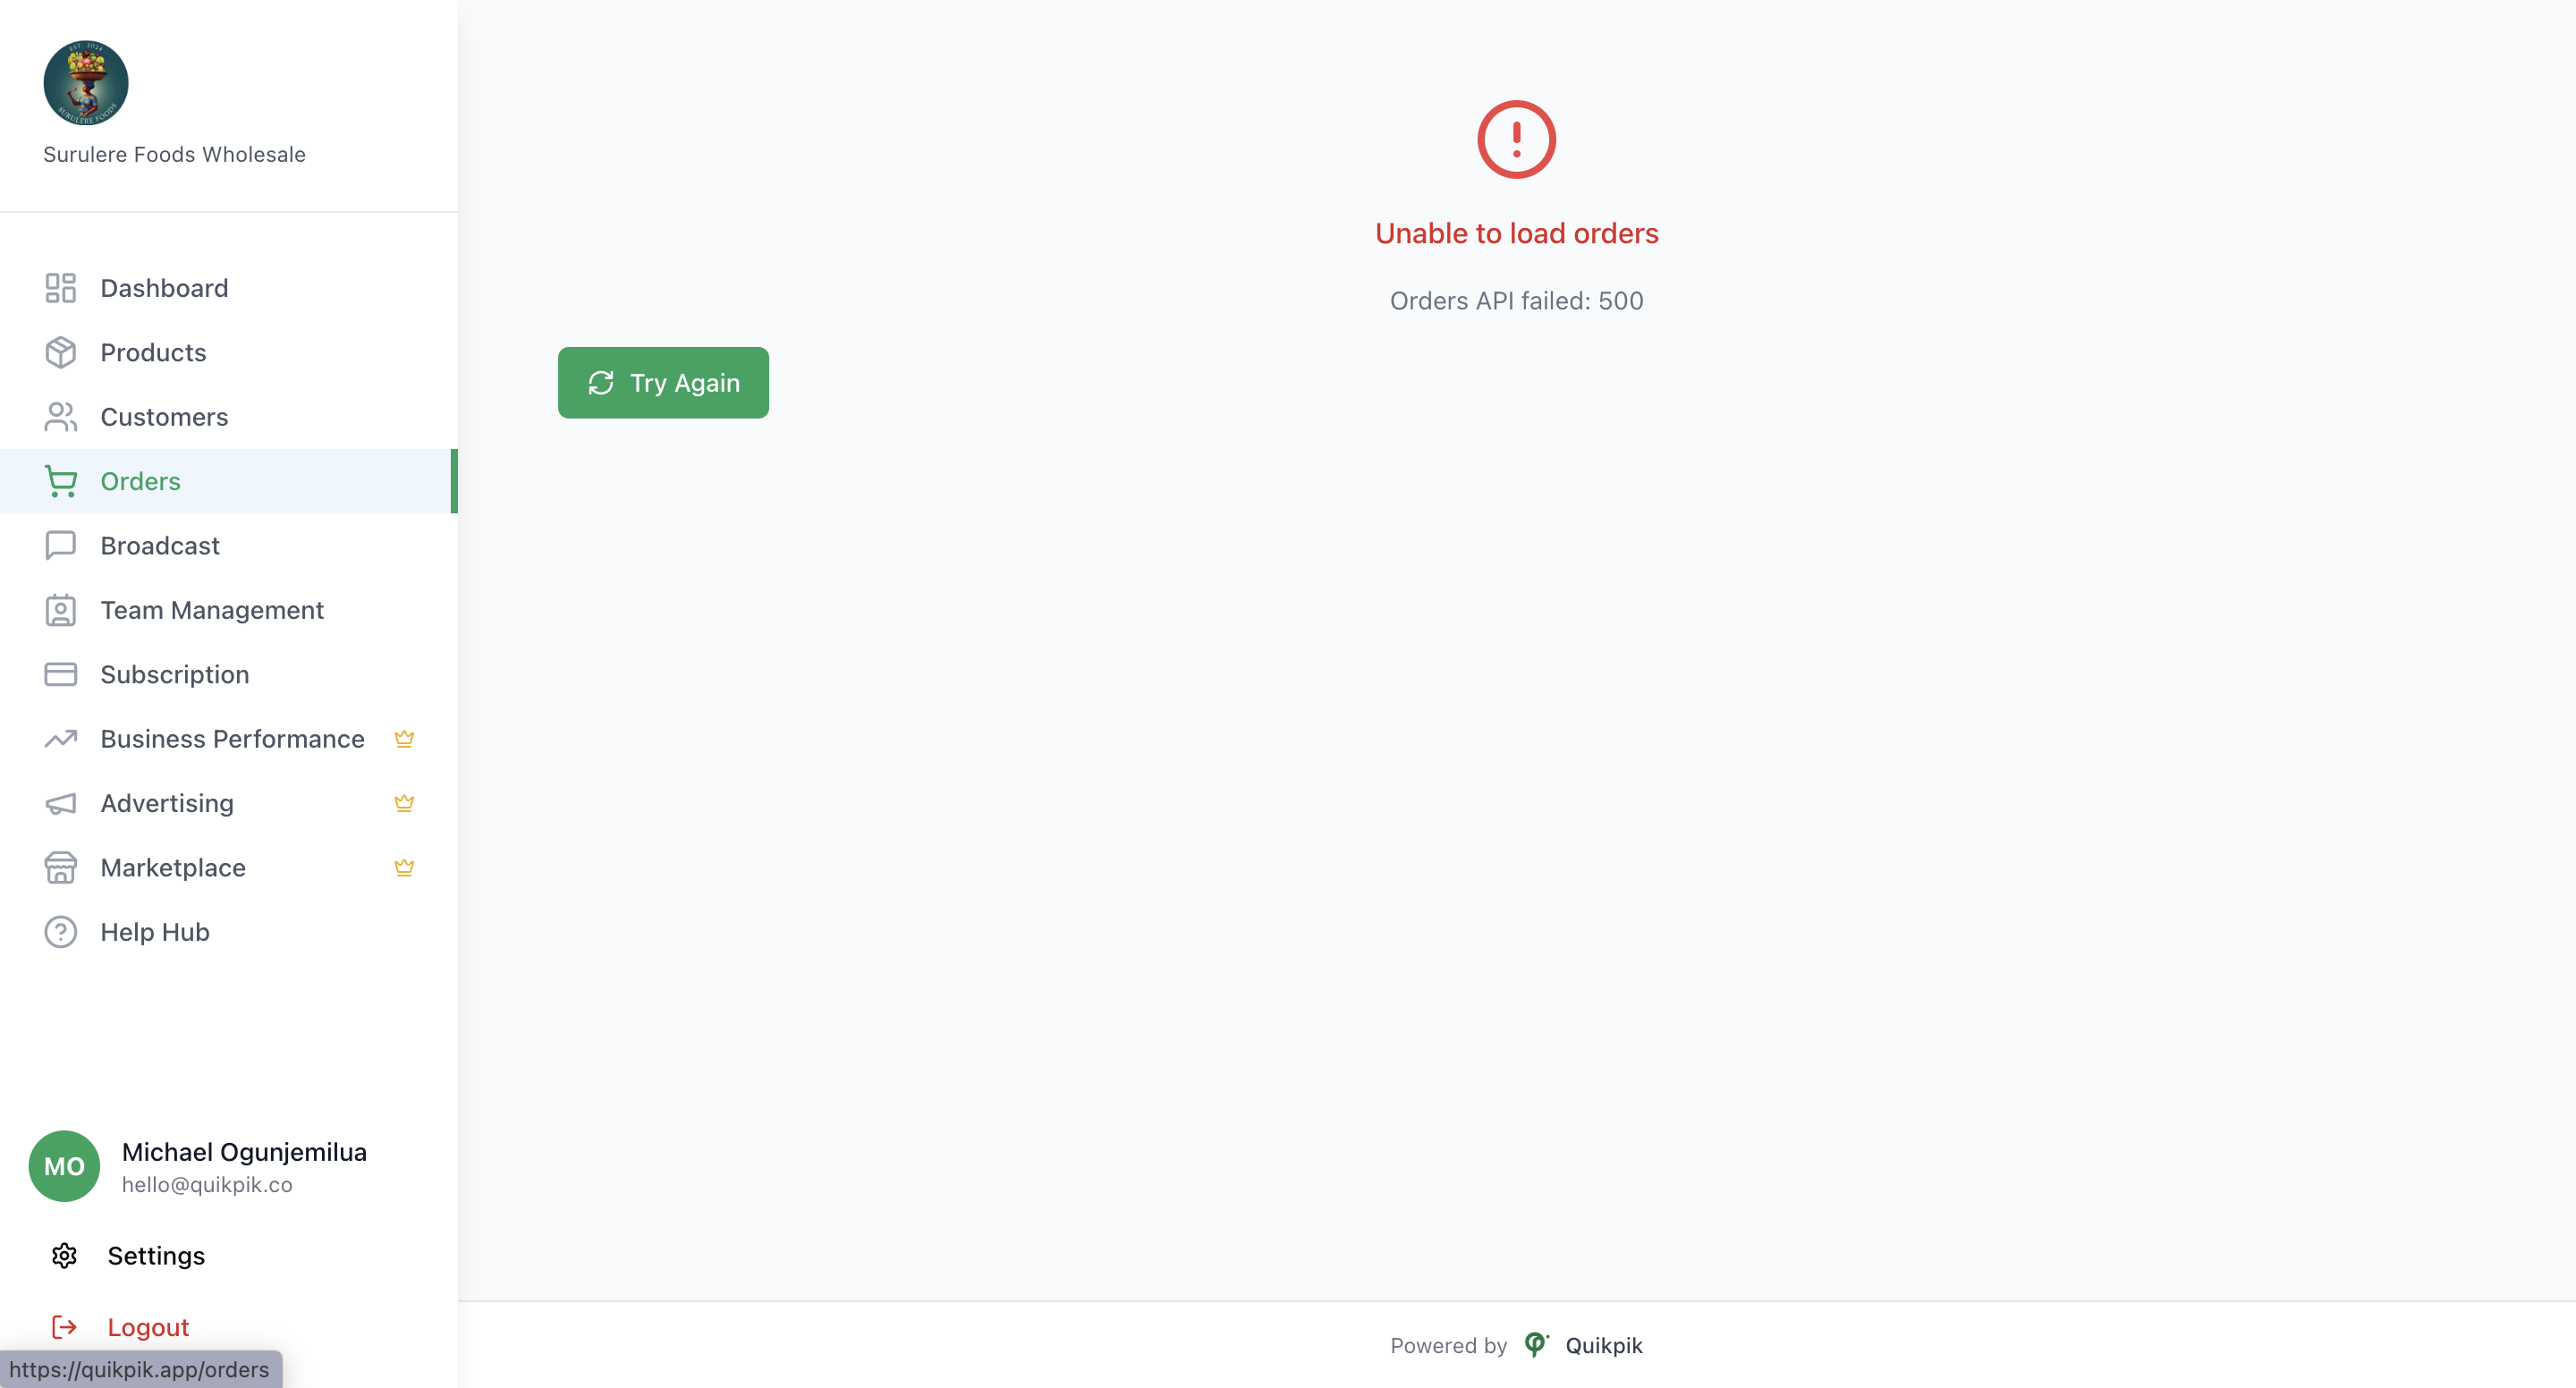 EST. 2024
SURULERE FOODS
Surulere Foods Wholesale
Dashboard
Products
Customers
Orders
Broadcast
Team Management
Subscription
Business Performance
Advertising
Marketplace
Help Hub
MO
Michael Ogunjemilua
hello@quikpik.co
Settings
Logout
https://quikpik.app/orders
Unable to load orders
Orders API failed: 500
Try Again
Powered by Quikpik